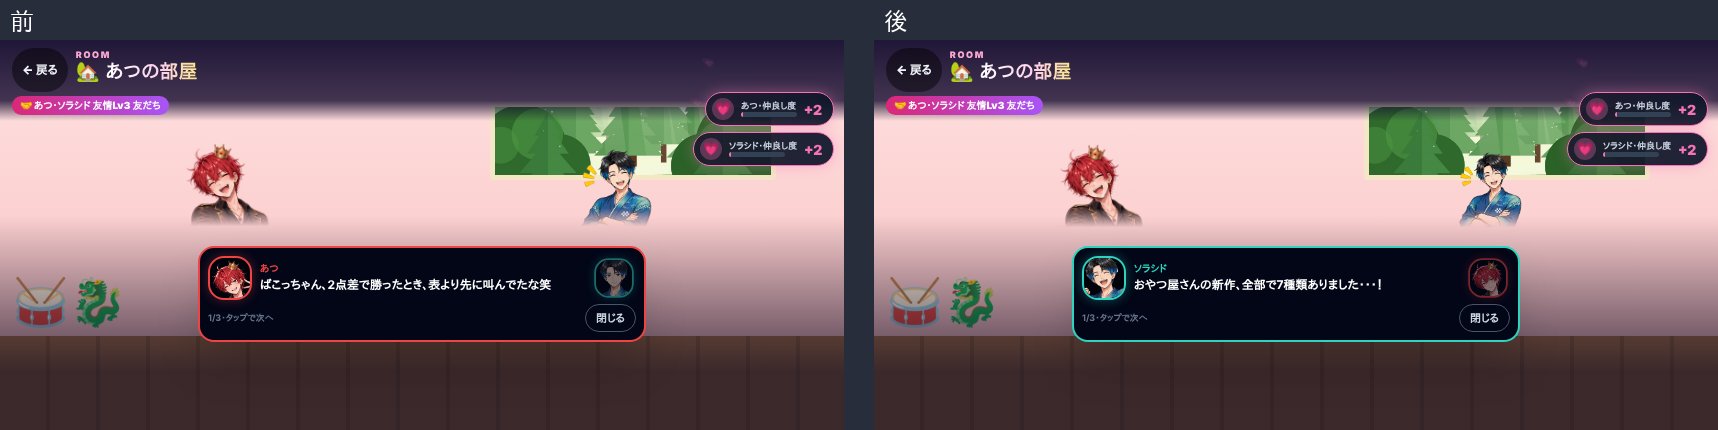 前
← 戻る
ROOM
🏡 あつの部屋
🤝あつ・ソラシド 友情Lv3 友だち
あつ・仲良し度
+2
ソラシド・仲良し度
+2
あつ
ばこっちゃん、2点差で勝ったとき、表より先に叫んでたな笑
1/3・タップで次へ
閉じる
後
← 戻る
ROOM
🏡 あつの部屋
🤝あつ・ソラシド 友情Lv3 友だち
あつ・仲良し度
+2
ソラシド・仲良し度
+2
ソラシド
おやつ屋さんの新作、全部で7種類ありました・・・!
1/3・タップで次へ
閉じる